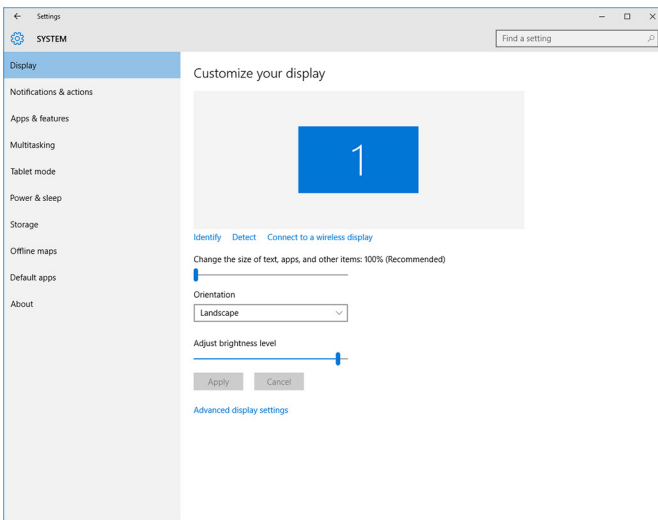 Settings
SYSTEM
Find a setting
Display
Notifications & actions
Apps & features
Multitasking
Tablet mode
Power & sleep
Storage
Offline maps
Default apps
About
Customize your display
1
Identify Detect Connect to a wireless display
Change the size of text, apps, and other items: 100% (Recommended)
Orientation
Landscape
Adjust brightness level
Apply Cancel
Advanced display settings